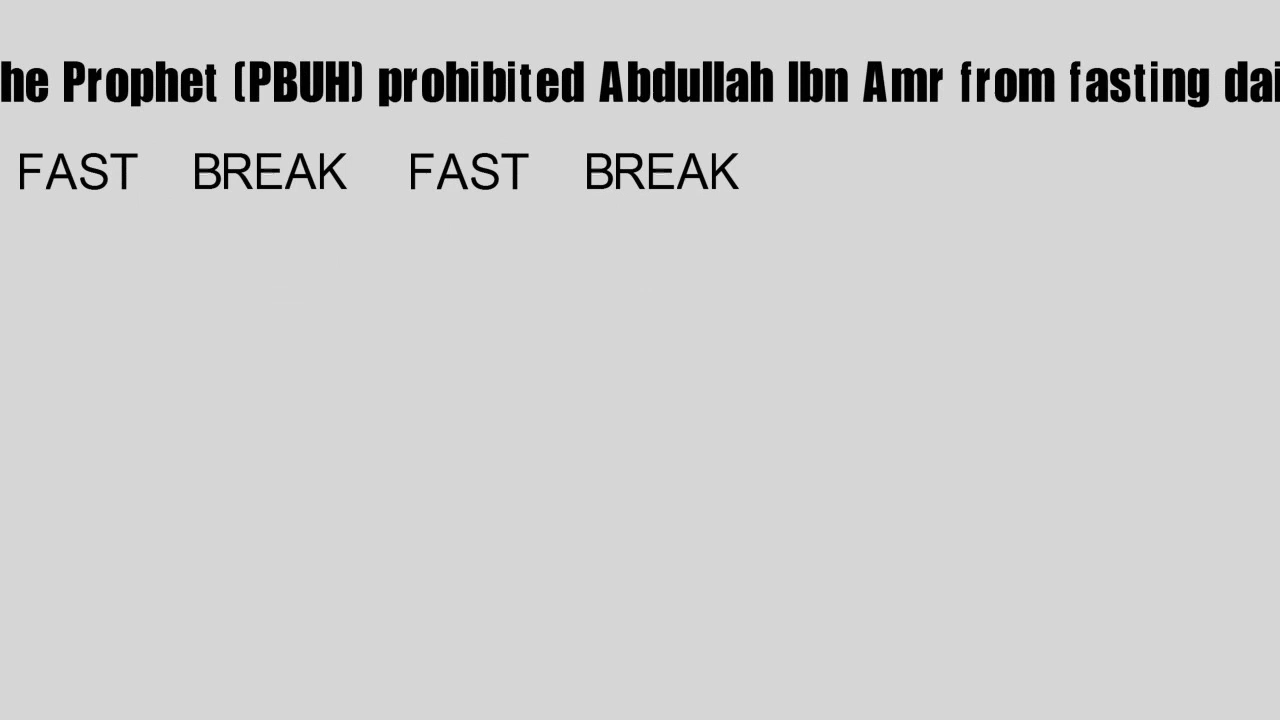 he Prophet (PBUH) prohibited Abdullah Ibn Amr from fasting dai
FAST BREAK FAST BREAK